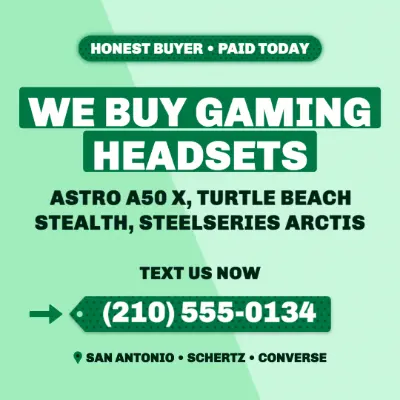 HONEST BUYER • PAID TODAY
WE BUY GAMING
HEADSETS
ASTRO A50 X, TURTLE BEACH
STEALTH, STEELSERIES ARCTIS
TEXT US NOW
(210) 555-0134
SAN ANTONIO • SCHERTZ • CONVERSE